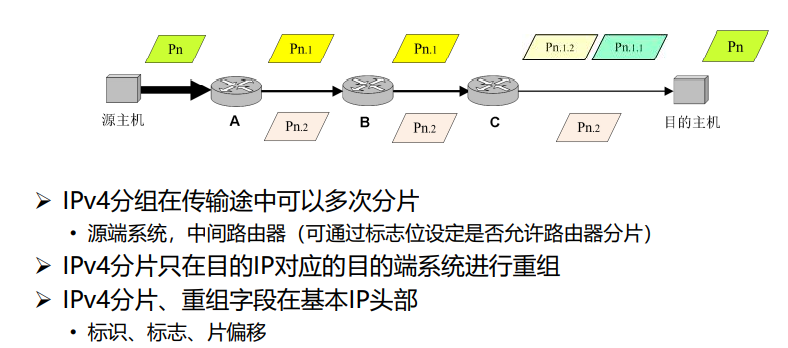 Pn
Pn.1
Pn.1
Pn.1.2
Pn.1.1
Pn
源主机
A
B
C
目的主机
Pn.2
Pn.2
Pn.2
➢ IPv4分组在传输途中可以多次分片
• 源端系统，中间路由器（可通过标志位设定是否允许路由器分片）
➢ IPv4分片只在目的IP对应的目的端系统进行重组
➢ IPv4分片、重组字段在基本IP头部
• 标识、标志、片偏移